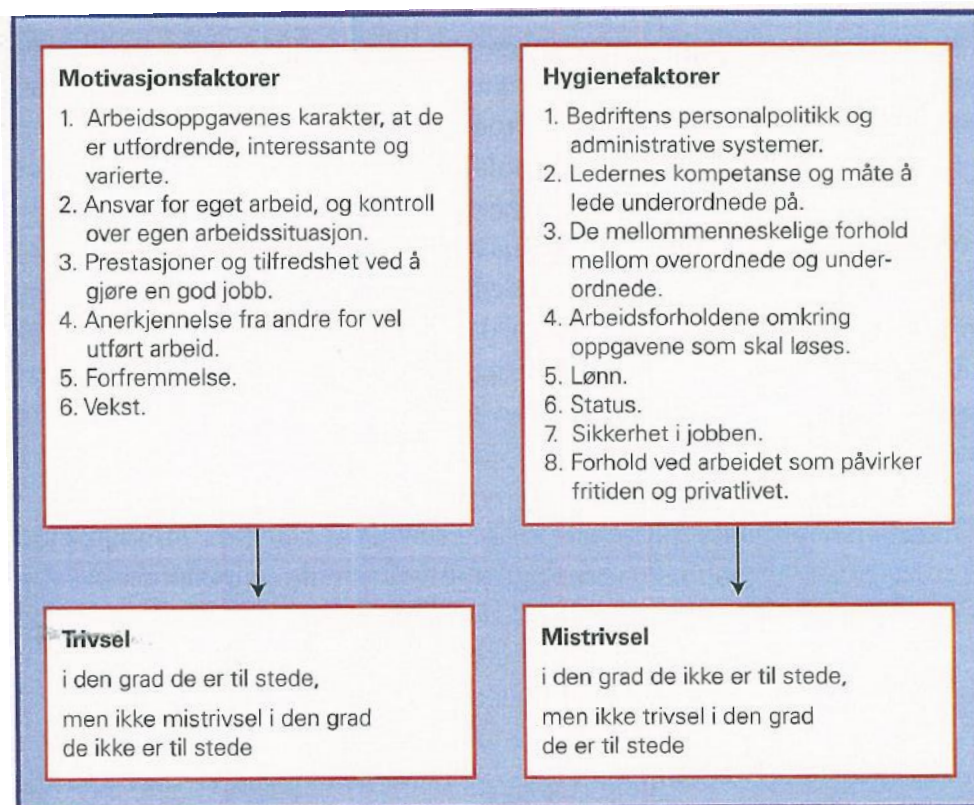 Motivasjonsfaktorer
1. Arbeidsoppgavenes karakter, at de
er utfordrende, interessante og
varierte.
2. Ansvar for eget arbeid, og kontroll
over egen arbeidssituasjon.
3. Prestasjoner og tilfredshet ved å
gjøre en god jobb.
4. Anerkjennelse fra andre for vel
utført arbeid.
5. Forfremmelse.
6. Vekst.
Hygienefaktorer
1. Bedriftens personalpolitikk og
administrative systemer.
2. Ledernes kompetanse og måte å
lede underordnede på.
3. De mellommenneskelige forhold
mellom overordnede og under-
ordnede.
4. Arbeidsforholdene omkring
oppgavene som skal løses.
5. Lønn.
6. Status.
7. Sikkerhet i jobben.
8. Forhold ved arbeidet som påvirker
fritiden og privatlivet.
Trivsel
i den grad de er til stede,
men ikke mistrivsel i den grad
de ikke er til stede
Mistrivsel
i den grad de ikke er til stede,
men ikke trivsel i den grad
de er til stede